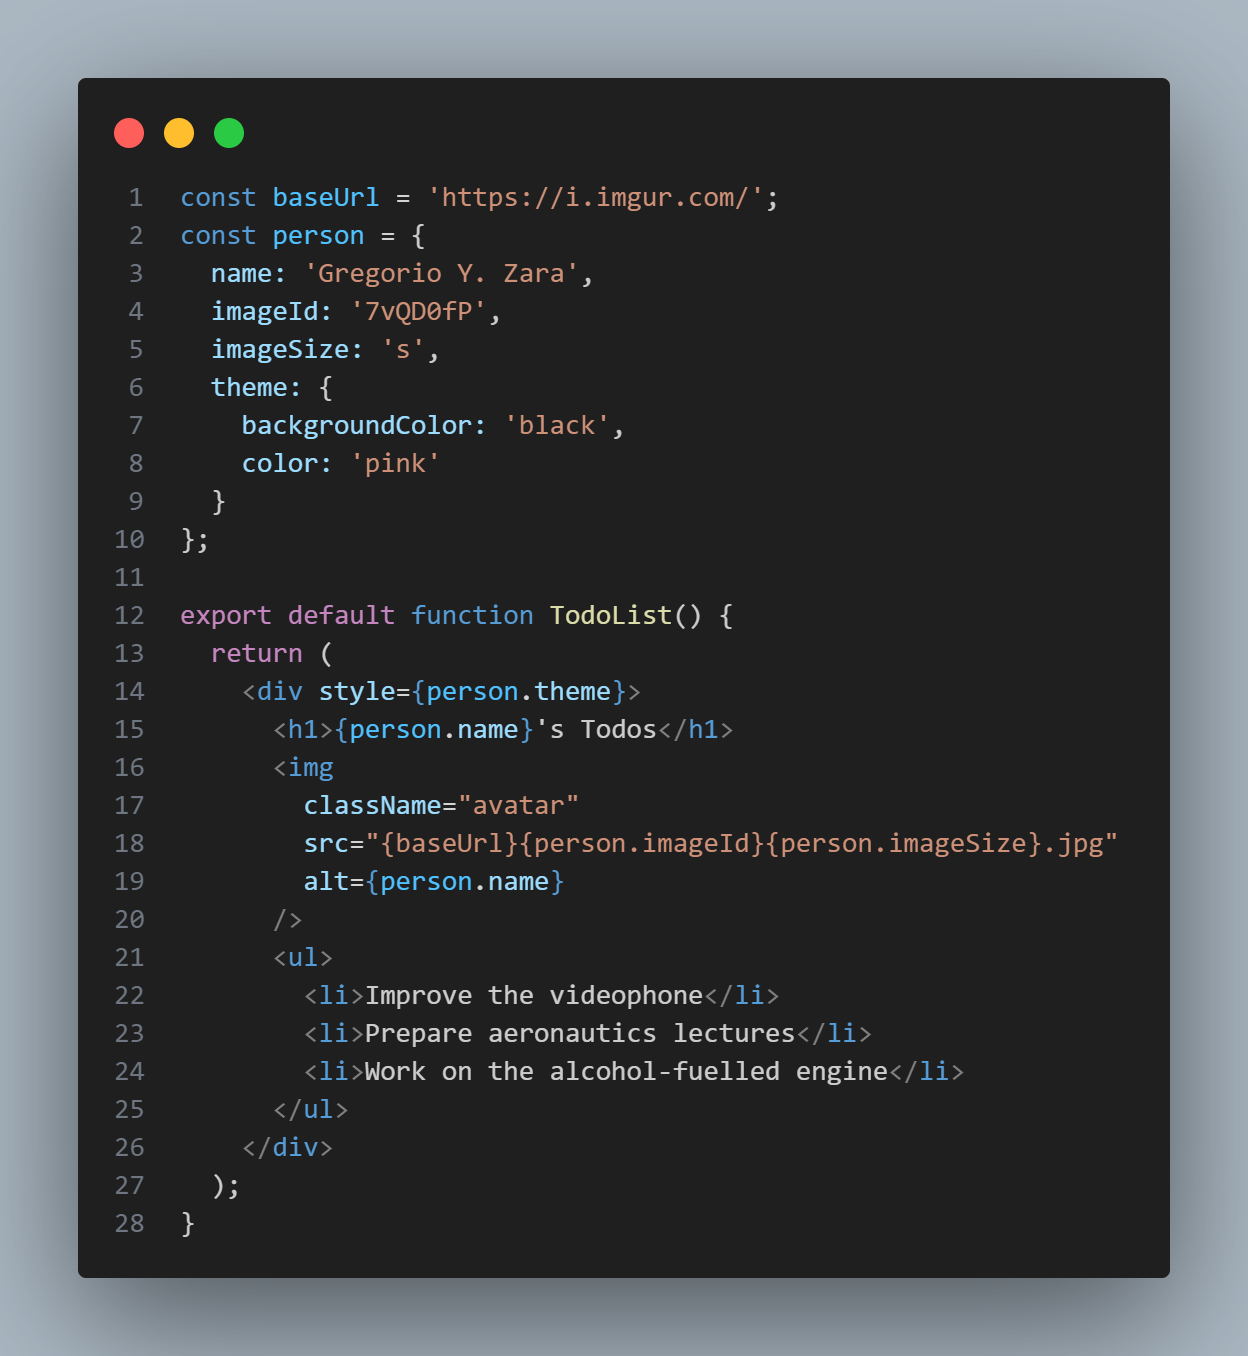 1 const baseUrl = 'https://i.imgur.com/';
2 const person = {
3   name: 'Gregorio Y. Zara',
4   imageId: '7vQD0fP',
5   imageSize: 's',
6   theme: {
7     backgroundColor: 'black',
8     color: 'pink'
9   }
10 };
11
12 export default function TodoList() {
13   return (
14     <div style={person.theme}>
15       <h1>{person.name}'s Todos</h1>
16       <img
17         className="avatar"
18         src="{baseUrl}{person.imageId}{person.imageSize}.jpg"
19         alt={person.name}
20       />
21       <ul>
22         <li>Improve the videophone</li>
23         <li>Prepare aeronautics lectures</li>
24         <li>Work on the alcohol-fuelled engine</li>
25       </ul>
26     </div>
27   );
28 }